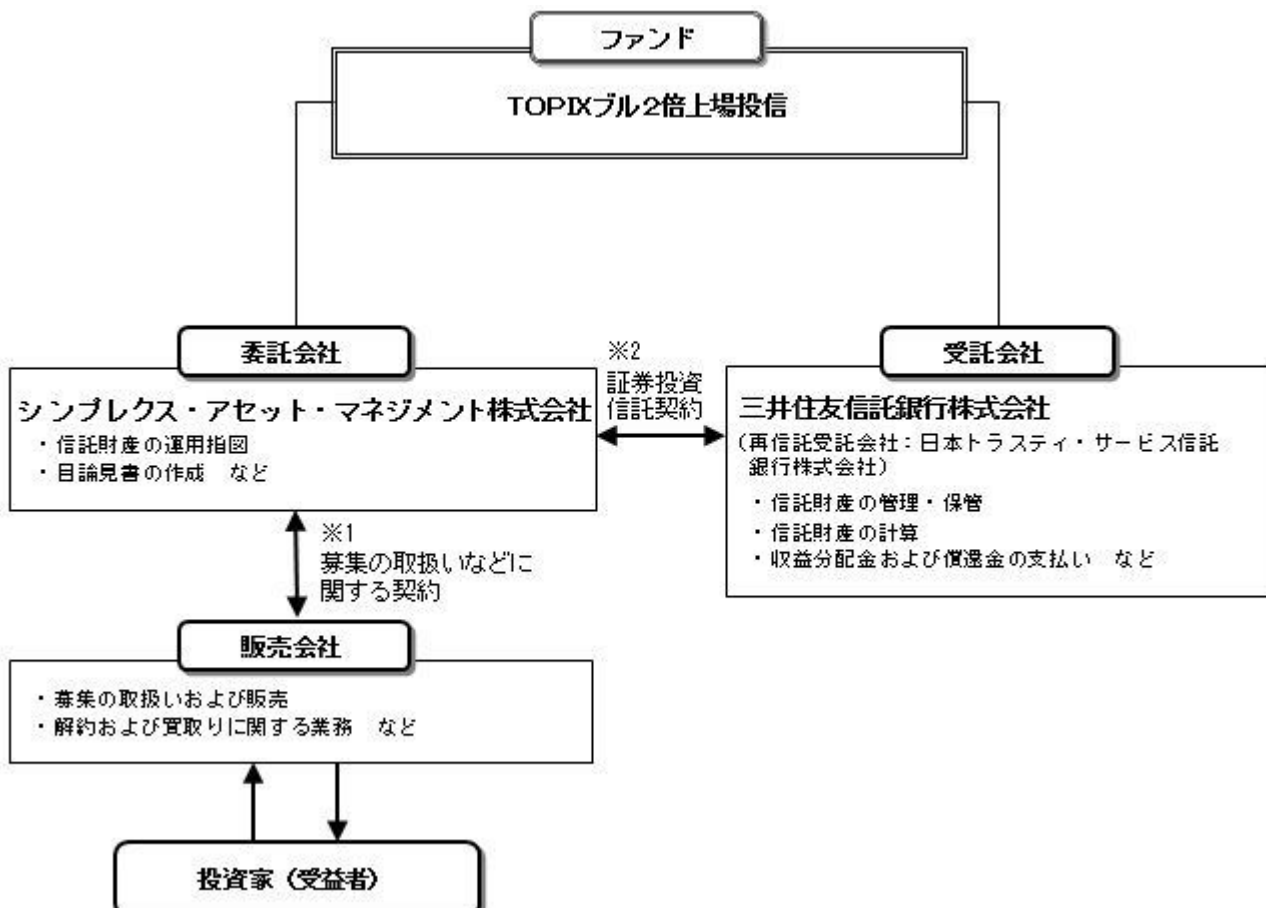 ファンド
TOPIXブル2倍上場投信
委託会社
シンプレクス・アセット・マネジメント株式会社
・信託財産の運用指図
・目論見書の作成 など
※2
証券投資
信託契約
受託会社
三井住友信託銀行株式会社
(再信託受託会社:日本トラスティ・サービス信託
銀行株式会社)
・信託財産の管理・保管
・信託財産の計算
・収益分配金および償還金の支払い など
※1
募集の取扱いなどに
関する契約
販売会社
・募集の取扱いおよび販売
・解約および買取りに関する業務 など
投資家(受益者)